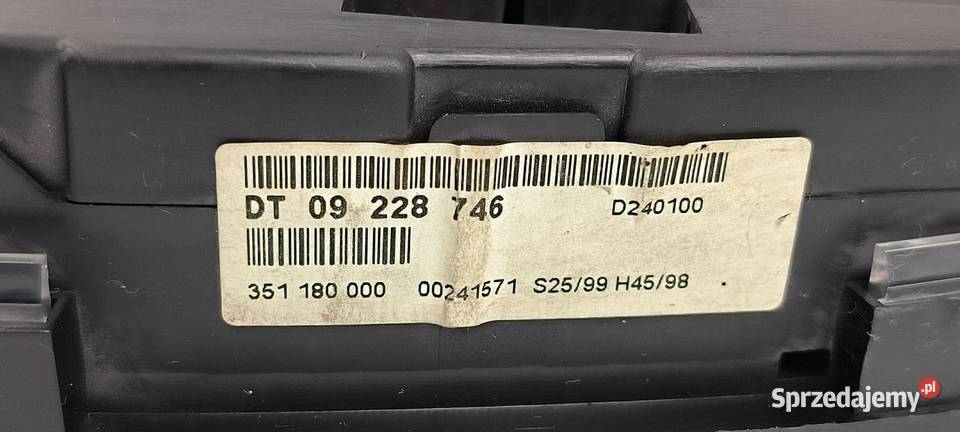 DT 09 228 746 D240100
351 180 000 00241571 S25/99 H45/98
Sprzedajemy.pl